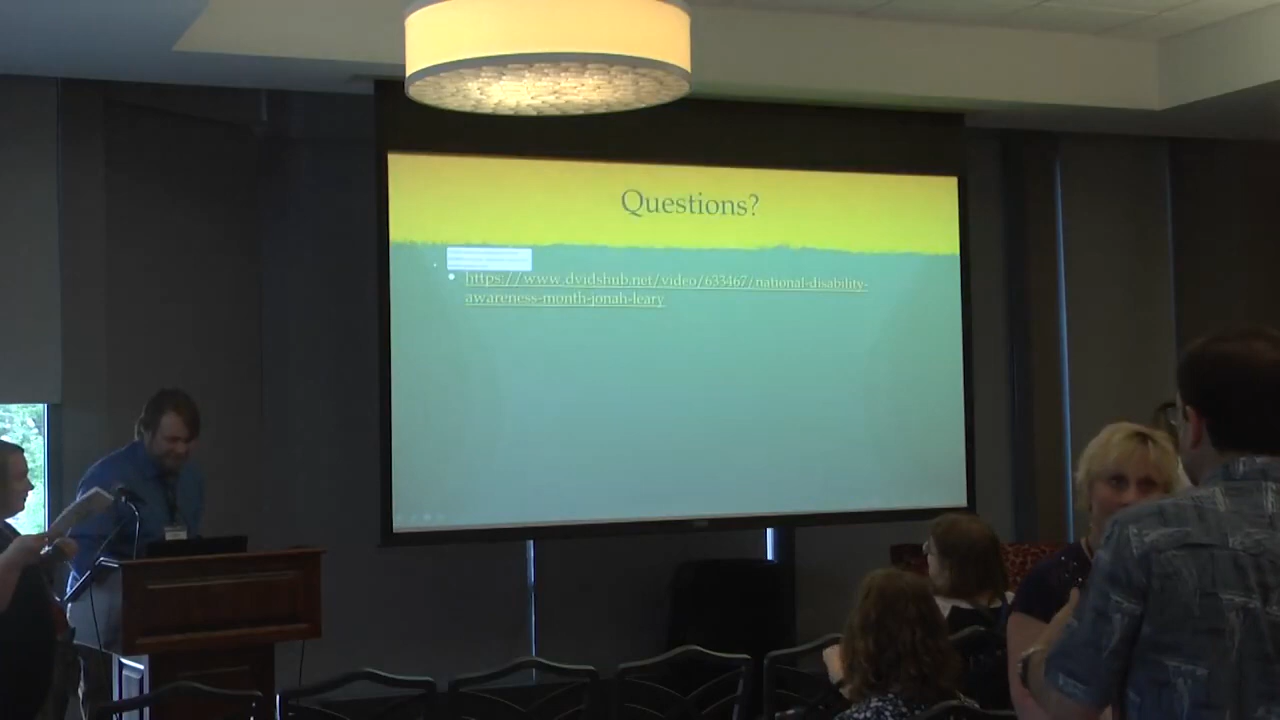 Questions?
https://www.dvidshub.net/video/633467/national-disability-
awareness-month-jonah-leary